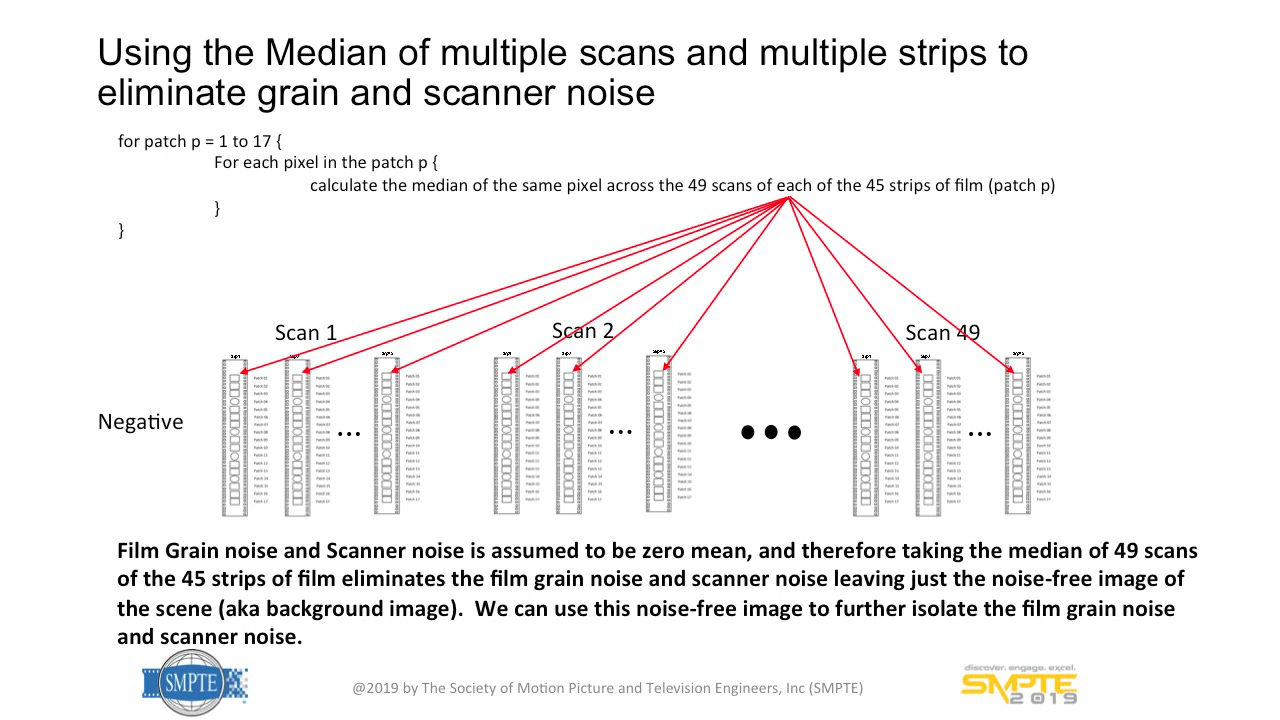 Using the Median of multiple scans and multiple strips to
eliminate grain and scanner noise
for patch p = 1 to 17 {
For each pixel in the patch p {
calculate the median of the same pixel across the 49 scans of each of the 45 strips of film (patch p)
}
}
Scan 1
Scan 2
Scan 49
Negative
...
...
...
...
Film Grain noise and Scanner noise is assumed to be zero mean, and therefore taking the median of 49 scans
of the 45 strips of film eliminates the film grain noise and scanner noise leaving just the noise-free image of
the scene (aka background image).  We can use this noise-free image to further isolate the film grain noise
and scanner noise.
SMPTE
@2019 by The Society of Motion Picture and Television Engineers, Inc (SMPTE)
discover. engage. excel.
SMPTE
2019